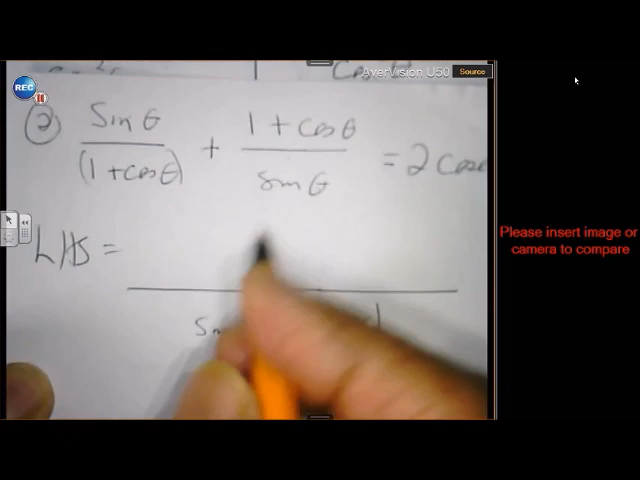 AverVision U50 Source
REC
② Sin θ / (1 + cos θ) + 1 + cos θ / sin θ = 2 cose
LHS =
Please insert image or
camera to compare